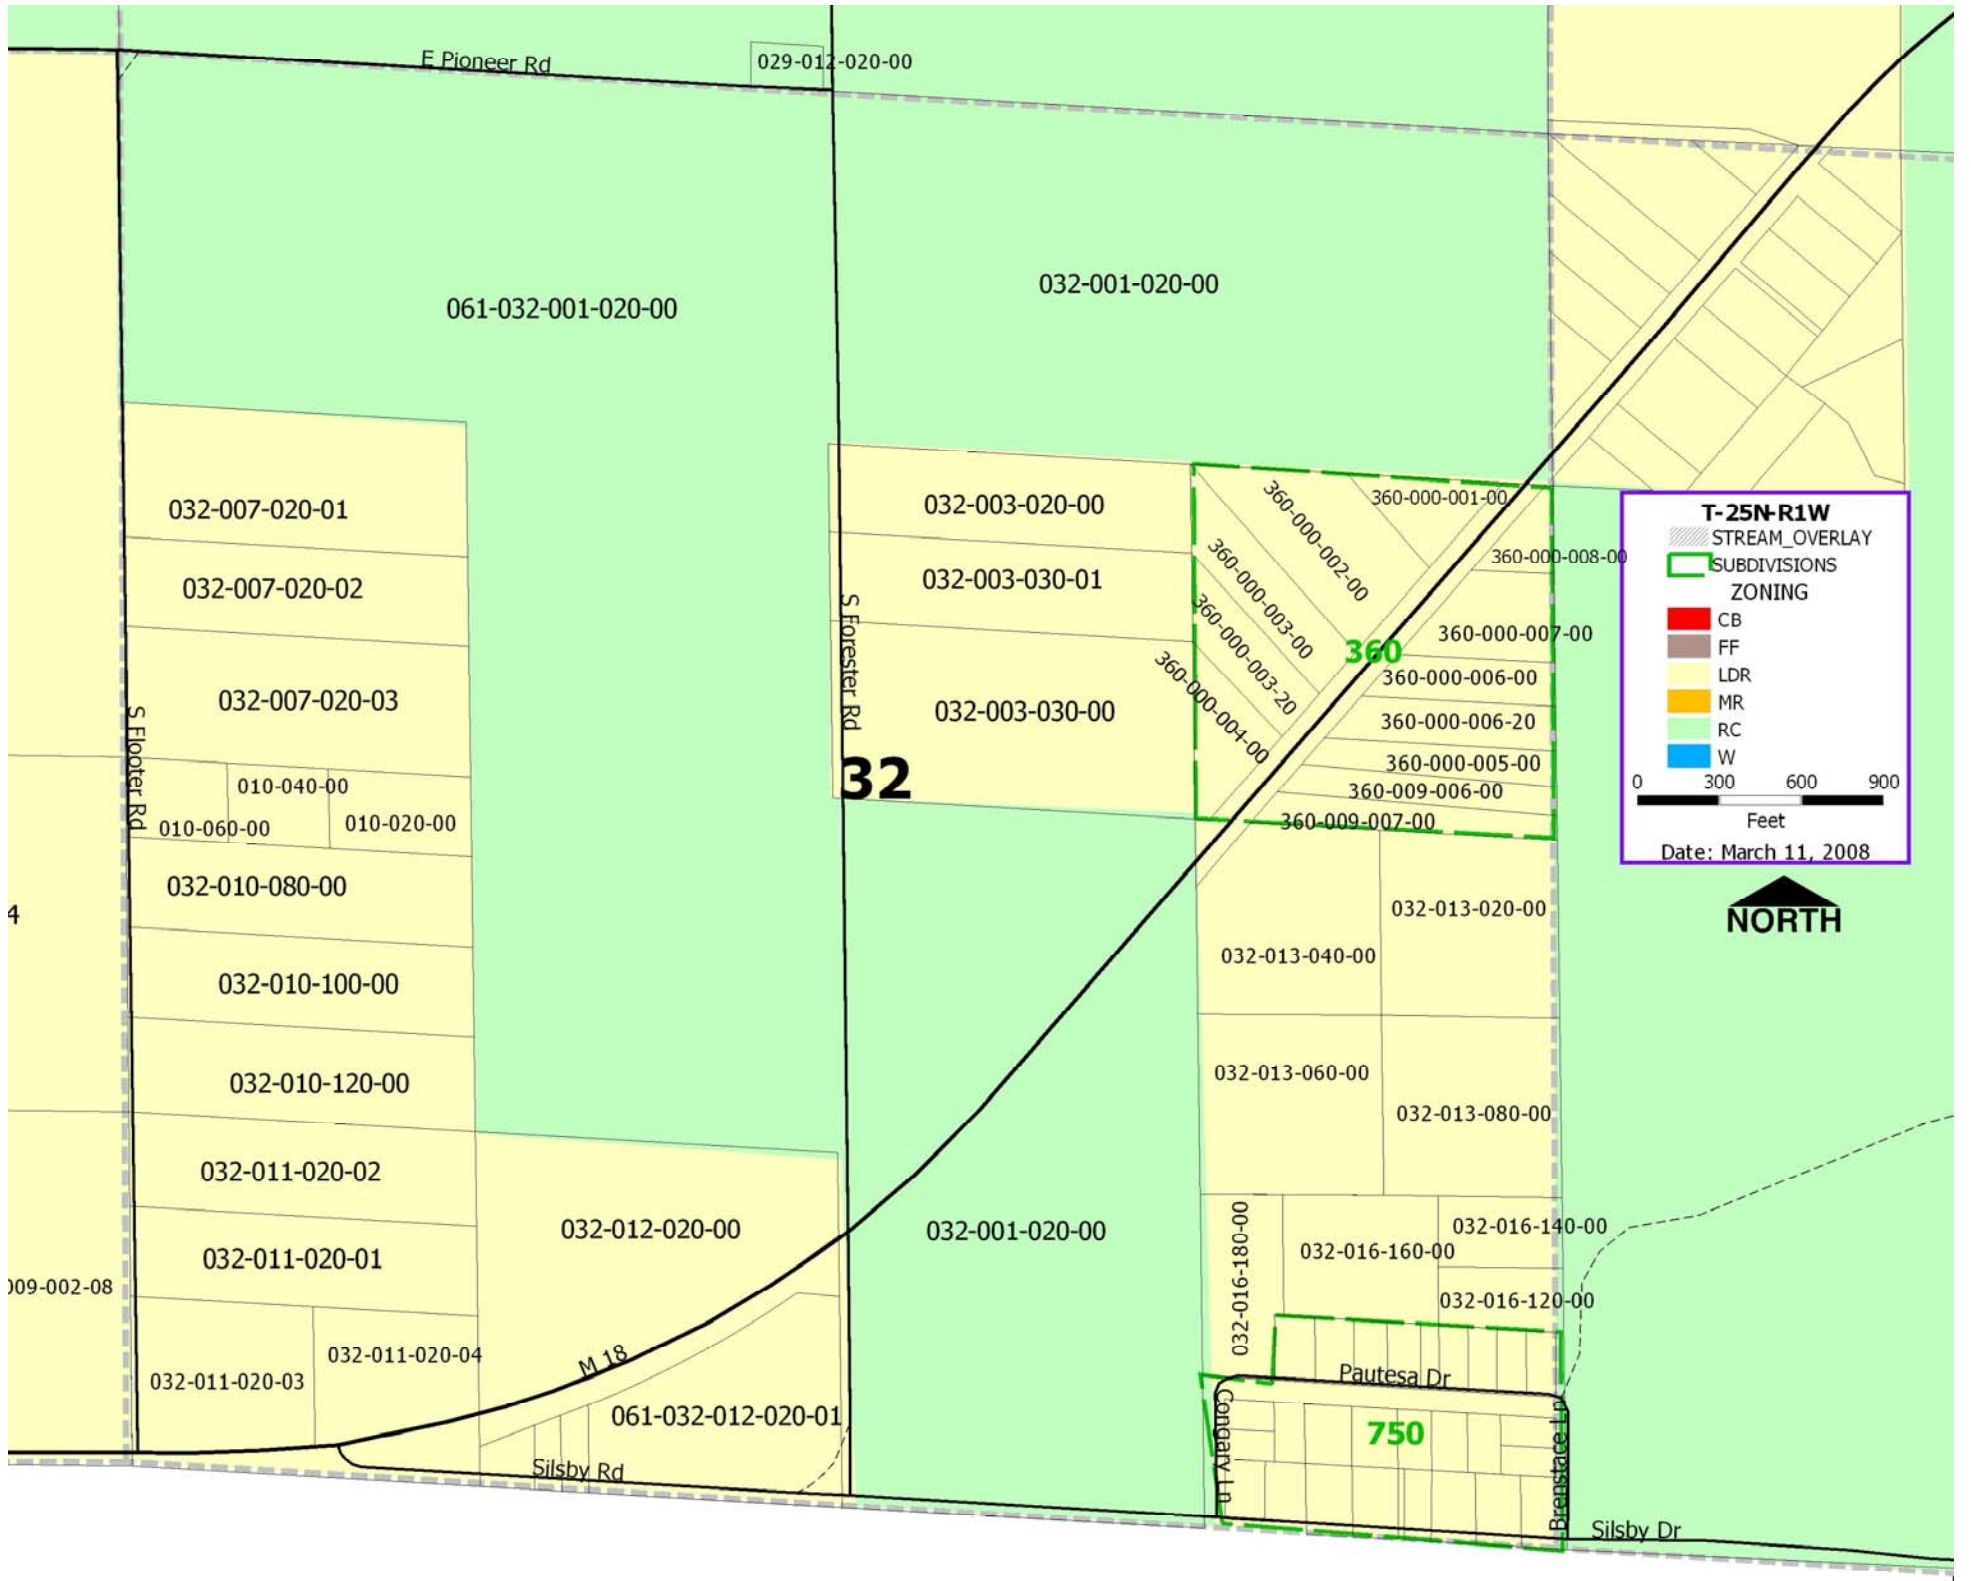 E Pioneer Rd
029-012-020-00
061-032-001-020-00
032-001-020-00
032-007-020-01
032-007-020-02
032-007-020-03
S Flooter Rd
010-040-00
010-060-00
010-020-00
032-010-080-00
032-010-100-00
032-010-120-00
032-011-020-02
032-011-020-01
032-011-020-03
032-011-020-04
4
009-002-08
S Forester Rd
32
032-003-020-00
032-003-030-01
032-003-030-00
360-000-001-00
360-000-002-00
360-000-003-00
360-000-003-20
360-000-004-00
360
360-000-008-00
360-000-007-00
360-000-006-00
360-000-006-20
360-000-005-00
360-009-006-00
360-009-007-00
032-013-020-00
032-013-040-00
032-013-060-00
032-013-080-00
032-012-020-00
032-001-020-00
M 18
061-032-012-020-01
Silsby Rd
032-016-180-00
032-016-160-00
032-016-140-00
032-016-120-00
Pautesa Dr
Congary Ln
750
Brenstace Ln
Silsby Dr
T-25N-R1W
STREAM_OVERLAY
SUBDIVISIONS
ZONING
CB
FF
LDR
MR
RC
W
0 300 600 900
Feet
Date: March 11, 2008
NORTH